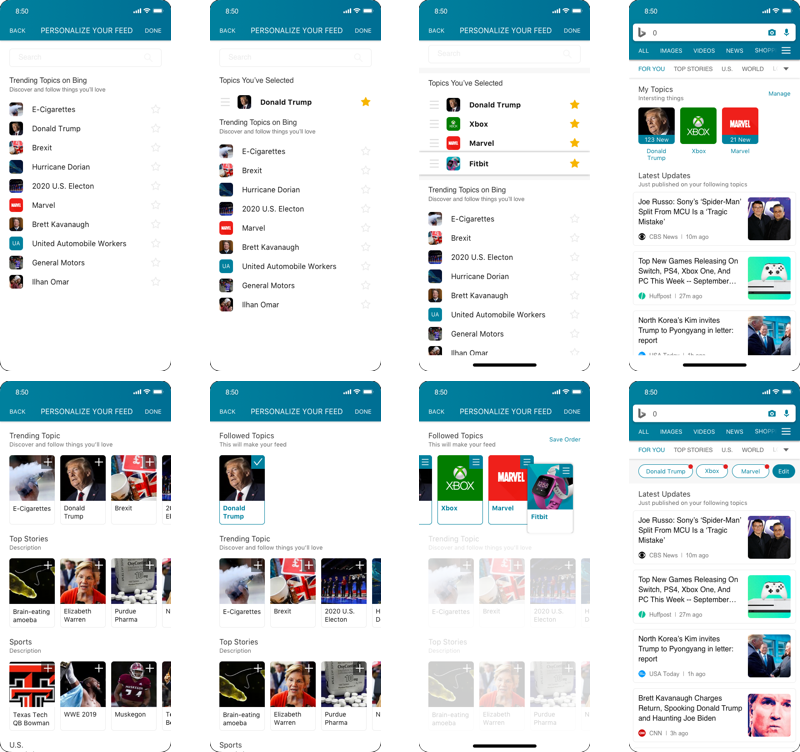 8:50
BACK PERSONALIZE YOUR FEED DONE
Search
Trending Topics on Bing
Discover and follow things you'll love
E-Cigarettes
Donald Trump
Brexit
Hurricane Dorian
2020 U.S. Electon
Marvel
Brett Kavanaugh
UA United Automobile Workers
General Motors
Ilhan Omar
8:50
BACK PERSONALIZE YOUR FEED DONE
Search
Topics You've Selected
Donald Trump
Trending Topics on Bing
Discover and follow things you'll love
E-Cigarettes
Brexit
Hurricane Dorian
2020 U.S. Electon
MARVEL Marvel
Brett Kavanaugh
UA United Automobile Workers
General Motors
Ilhan Omar
8:50
BACK PERSONALIZE YOUR FEED DONE
Search
Topics You've Selected
Donald Trump
Xbox
Marvel
Fitbit
Trending Topics on Bing
Discover and follow things you'll love
E-Cigarettes
Brexit
2020 U.S. Electon
Hurricane Dorian
Brett Kavanaugh
UA United Automobile Workers
General Motors
Ilhan Omar
8:50
0
ALL IMAGES VIDEOS NEWS SHOPP
FOR YOU TOP STORIES U.S. WORLD
My Topics
Intersting things
Manage
XBOX MARVEL
123 New 21 New
Donald Trump
Xbox
Marvel
Latest Updates
Just published on your following topics
Joe Russo: Sony's 'Spider-Man'
Split From MCU Is a 'Tragic
Mistake'
CBS News | 10m ago
Top New Games Releasing On
Switch, PS4, Xbox One, And
PC This Week -- September...
Huffpost | 27m ago
North Korea's Kim invites
Trump to Pyongyang in letter:
report
USA Today | 1h ago
8:50
BACK PERSONALIZE YOUR FEED DONE
Trending Topic
Discover and follow things you'll love
E-Cigarettes
Donald Trump
Brexit
Top Stories
Description
Brain-eating amoeba
Elizabeth Warren
Purdue Pharma
Sports
Description
Texas Tech QB Bowman
WWE 2019
Muskegon
U.S.
8:50
BACK PERSONALIZE YOUR FEED DONE
Followed Topics
This will make your feed
Donald Trump
Trending Topic
Discover and follow things you'll love
E-Cigarettes
Brexit
2020 U.S. Electon
Top Stories
Description
Brain-eating amoeba
Elizabeth Warren
Purdue Pharma
Sports
8:50
BACK PERSONALIZE YOUR FEED DONE
Followed Topics
This will make your feed
Save Order
XBOX MARVEL
Xbox
Marvel
Fitbit
Trending Topic
Discover and follow things you'll love
E-Cigarettes
Brexit
2020 U.S. Electon
Top Stories
Description
Brain-eating amoeba
Elizabeth Warren
Purdue Pharma
8:50
0
ALL IMAGES VIDEOS NEWS SHOPP
FOR YOU TOP STORIES U.S. WORLD
Donald Trump Xbox Marvel Edit
Latest Updates
Just published on your following topics
Joe Russo: Sony's 'Spider-Man'
Split From MCU Is a 'Tragic
Mistake'
CBS News | 10m ago
Top New Games Releasing On
Switch, PS4, Xbox One, And
PC This Week -- September...
Huffpost | 27m ago
North Korea's Kim invites
Trump to Pyongyang in letter:
report
USA Today | 1h ago
Brett Kavanaugh Charges
Return, Spooking Donald Trump
and Haunting Joe Biden
CNN | 3h ago